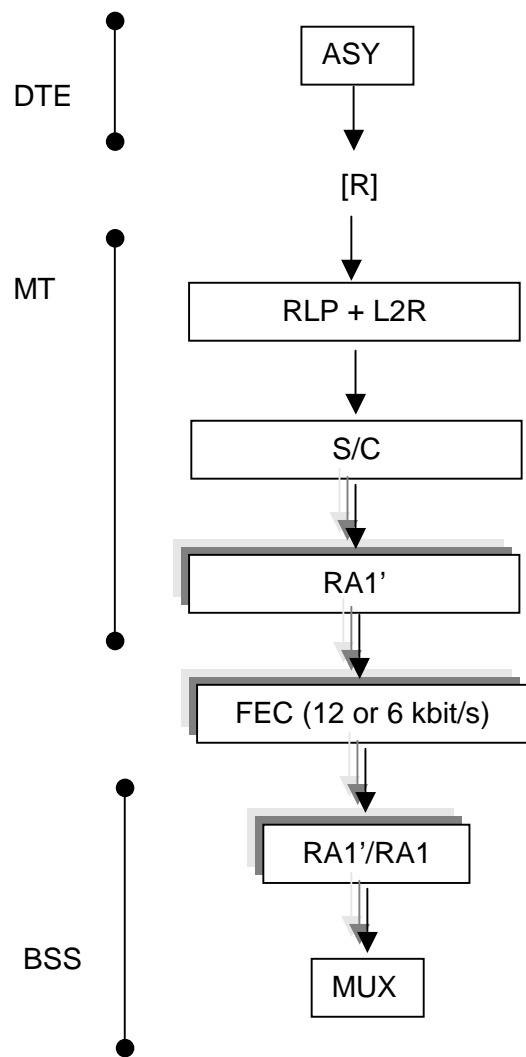 ASY
DTE
[R]
MT
RLP + L2R
S/C
RA1’
FEC (12 or 6 kbit/s)
RA1’/RA1
BSS
MUX